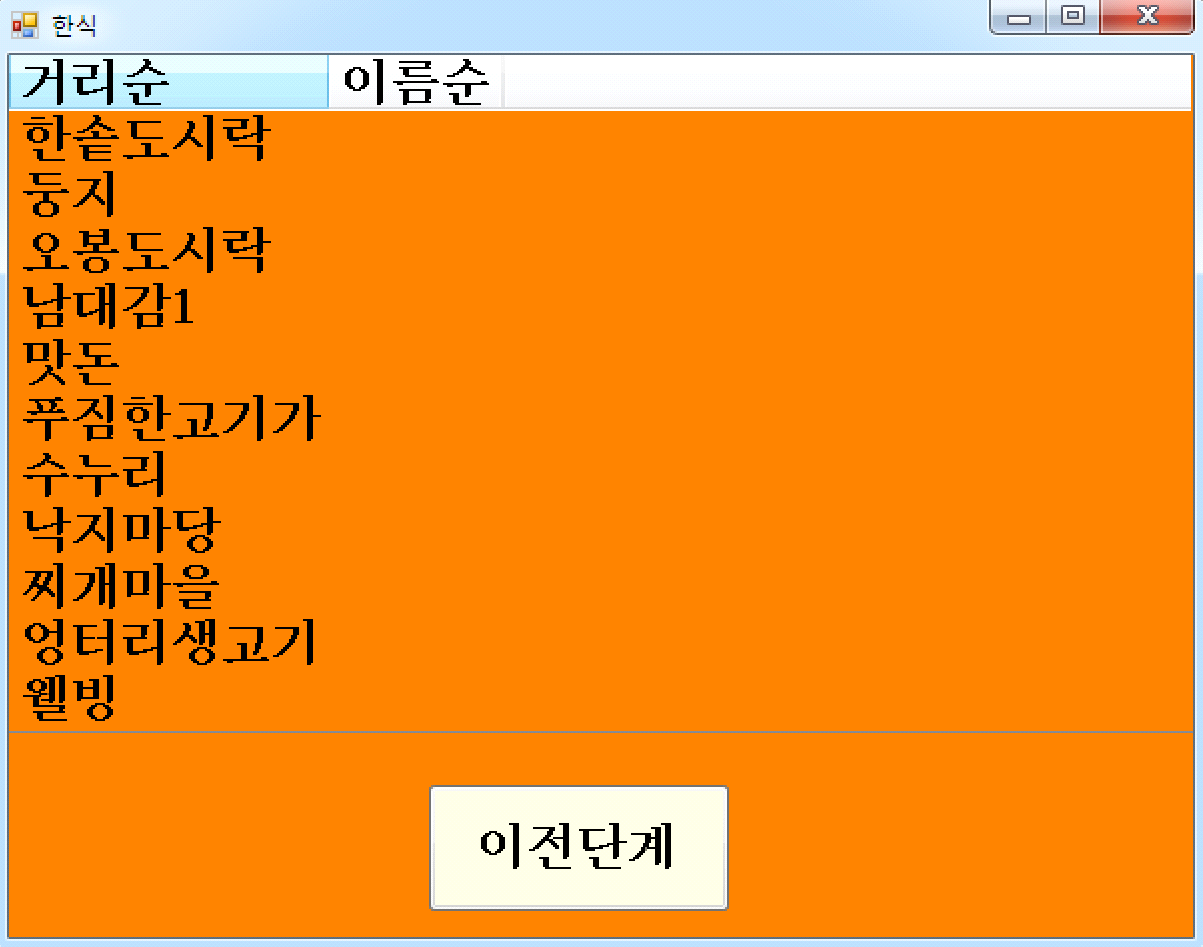 한식
거리순 이름순
한솥도시락
둥지
오봉도시락
남대감1
맛돈
푸짐한고기가
수누리
낙지마당
찌개마을
엉터리생고기
웰빙
이전단계